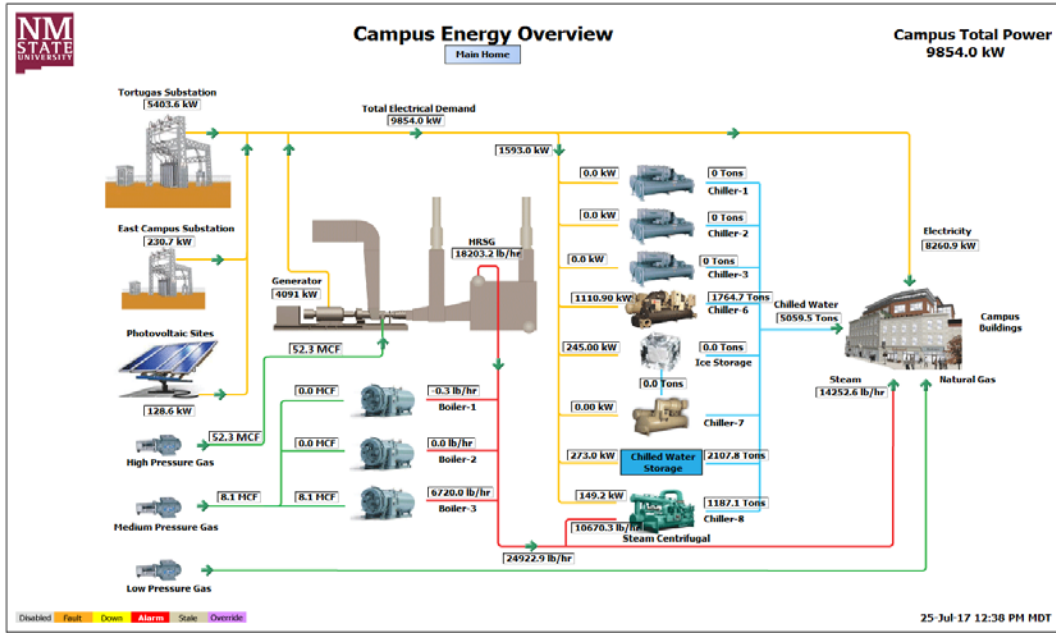 NM
STATE
UNIVERSITY
Campus Energy Overview
Main Home
Campus Total Power
9854.0 kW
Tortugas Substation
5403.6 kW
Total Electrical Demand
9854.0 kW
1593.0 kW
0.0 kW
0 Tons
Chiller-1
0.0 kW
0 Tons
Chiller-2
East Campus Substation
230.7 kW
HRSG
18203.2 lb/hr
Electricity
8260.9 kW
0.0 kW
0 Tons
Chiller-3
Generator
4091 kW
1110.90 kW
1764.7 Tons
Chiller-6
Chilled Water
5059.5 Tons
Campus
Buildings
Photovoltaic Sites
128.6 kW
52.3 MCF
245.00 kW
0.0 Tons
Ice Storage
0.0 Tons
Steam
14252.6 lb/hr
Natural Gas
0.0 MCF
-0.3 lb/hr
Boiler-1
0.00 kW
Chiller-7
52.3 MCF
High Pressure Gas
0.0 MCF
0.0 lb/hr
Boiler-2
273.0 kW
Chilled Water
Storage
2107.8 Tons
8.1 MCF
Medium Pressure Gas
8.1 MCF
6720.0 lb/hr
Boiler-3
149.2 kW
1187.1 Tons
Chiller-8
10670.3 lb/hr
Steam Centrifugal
24922.9 lb/hr
Low Pressure Gas
Disabled Fault Down Alarm Stale Override
25-Jul-17 12:38 PM MDT